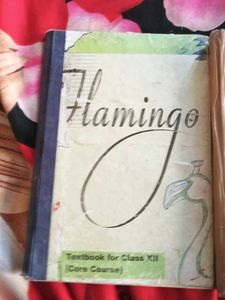 Flamingo
Textbook for Class XII
(Core Course)